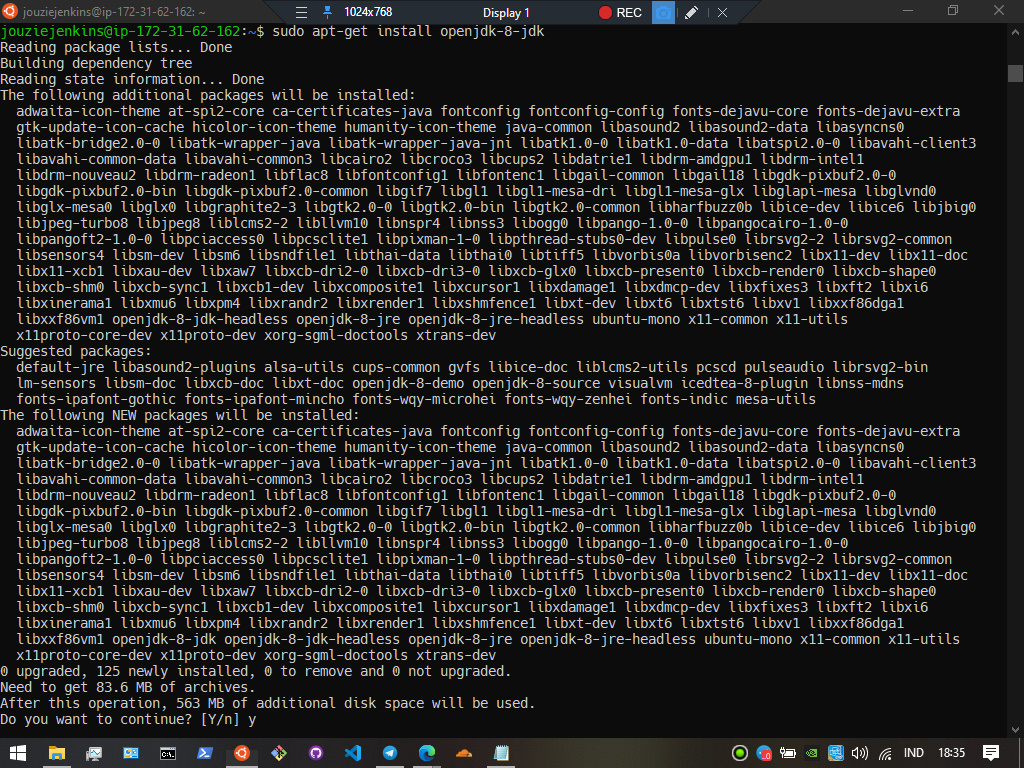 jouziejenkins@ip-172-31-62-162: ~
1024x768
Display 1
REC
jouziejenkins@ip-172-31-62-162:~$ sudo apt-get install openjdk-8-jdk
Reading package lists... Done
Building dependency tree
Reading state information... Done
The following additional packages will be installed:
adwaita-icon-theme at-spi2-core ca-certificates-java fontconfig fontconfig-config fonts-dejavu-core fonts-dejavu-extra
gtk-update-icon-cache hicolor-icon-theme humanity-icon-theme java-common libasound2 libasound2-data libasyncns0
libatk-bridge2.0-0 libatk-wrapper-java libatk-wrapper-java-jni libatk1.0-0 libatk1.0-data libatspi2.0-0 libavahi-client3
libavahi-common-data libavahi-common3 libcairo2 libcroco3 libcups2 libdatrie1 libdrm-amdgpu1 libdrm-intel1
libdrm-nouveau2 libdrm-radeon1 libflac8 libfontconfig1 libfontenc1 libgail-common libgail18 libgdk-pixbuf2.0-0
libgdk-pixbuf2.0-bin libgdk-pixbuf2.0-common libgif7 libgl1 libgl1-mesa-dri libgl1-mesa-glx libglapi-mesa libglvnd0
libglx-mesa0 libglx0 libgraphite2-3 libgtk2.0-0 libgtk2.0-bin libgtk2.0-common libharfbuzz0b libice-dev libice6 libjbig0
libjpeg-turbo8 libjpeg8 liblcms2-2 libllvm10 libnspr4 libnss3 libogg0 libpango-1.0-0 libpangocairo-1.0-0
libpangoft2-1.0-0 libpciaccess0 libpcsclite1 libpixman-1-0 libpthread-stubs0-dev libpulse0 librsvg2-2 librsvg2-common
libsensors4 libsm-dev libsm6 libsndfile1 libthai-data libthai0 libtiff5 libvorbis0a libvorbisenc2 libx11-dev libx11-doc
libx11-xcb1 libxau-dev libxaw7 libxcb-dri2-0 libxcb-dri3-0 libxcb-glx0 libxcb-present0 libxcb-render0 libxcb-shape0
libxcb-shm0 libxcb-sync1 libxcb1-dev libxcomposite1 libxcursor1 libxdamage1 libxdmcp-dev libxfixes3 libxft2 libxi6
libxinerama1 libxmu6 libxpm4 libxrandr2 libxrender1 libxshmfence1 libxt-dev libxt6 libxtst6 libxv1 libxxf86dga1
libxxf86vm1 openjdk-8-jdk-headless openjdk-8-jre openjdk-8-jre-headless ubuntu-mono x11-common x11-utils
x11proto-core-dev x11proto-dev xorg-sgml-doctools xtrans-dev
Suggested packages:
default-jre libasound2-plugins alsa-utils cups-common gvfs libice-doc liblcms2-utils pcscd pulseaudio librsvg2-bin
lm-sensors libsm-doc libxcb-doc libxt-doc openjdk-8-demo openjdk-8-source visualvm icedtea-8-plugin libnss-mdns
fonts-ipafont-gothic fonts-ipafont-mincho fonts-wqy-microhei fonts-wqy-zenhei fonts-indic mesa-utils
The following NEW packages will be installed:
adwaita-icon-theme at-spi2-core ca-certificates-java fontconfig fontconfig-config fonts-dejavu-core fonts-dejavu-extra
gtk-update-icon-cache hicolor-icon-theme humanity-icon-theme java-common libasound2 libasound2-data libasyncns0
libatk-bridge2.0-0 libatk-wrapper-java libatk-wrapper-java-jni libatk1.0-0 libatk1.0-data libatspi2.0-0 libavahi-client3
libavahi-common-data libavahi-common3 libcairo2 libcroco3 libcups2 libdatrie1 libdrm-amdgpu1 libdrm-intel1
libdrm-nouveau2 libdrm-radeon1 libflac8 libfontconfig1 libfontenc1 libgail-common libgail18 libgdk-pixbuf2.0-0
libgdk-pixbuf2.0-bin libgdk-pixbuf2.0-common libgif7 libgl1 libgl1-mesa-dri libgl1-mesa-glx libglapi-mesa libglvnd0
libglx-mesa0 libglx0 libgraphite2-3 libgtk2.0-0 libgtk2.0-bin libgtk2.0-common libharfbuzz0b libice-dev libice6 libjbig0
libjpeg-turbo8 libjpeg8 liblcms2-2 libllvm10 libnspr4 libnss3 libogg0 libpango-1.0-0 libpangocairo-1.0-0
libpangoft2-1.0-0 libpciaccess0 libpcsclite1 libpixman-1-0 libpthread-stubs0-dev libpulse0 librsvg2-2 librsvg2-common
libsensors4 libsm-dev libsm6 libsndfile1 libthai-data libthai0 libtiff5 libvorbis0a libvorbisenc2 libx11-dev libx11-doc
libx11-xcb1 libxau-dev libxaw7 libxcb-dri2-0 libxcb-dri3-0 libxcb-glx0 libxcb-present0 libxcb-render0 libxcb-shape0
libxcb-shm0 libxcb-sync1 libxcb1-dev libxcomposite1 libxcursor1 libxdamage1 libxdmcp-dev libxfixes3 libxft2 libxi6
libxinerama1 libxmu6 libxpm4 libxrandr2 libxrender1 libxshmfence1 libxt-dev libxt6 libxtst6 libxv1 libxxf86dga1
libxxf86vm1 openjdk-8-jdk openjdk-8-jdk-headless openjdk-8-jre openjdk-8-jre-headless ubuntu-mono x11-common x11-utils
x11proto-core-dev x11proto-dev xorg-sgml-doctools xtrans-dev
0 upgraded, 125 newly installed, 0 to remove and 0 not upgraded.
Need to get 83.6 MB of archives.
After this operation, 563 MB of additional disk space will be used.
Do you want to continue? [Y/n] y
IND
18:35